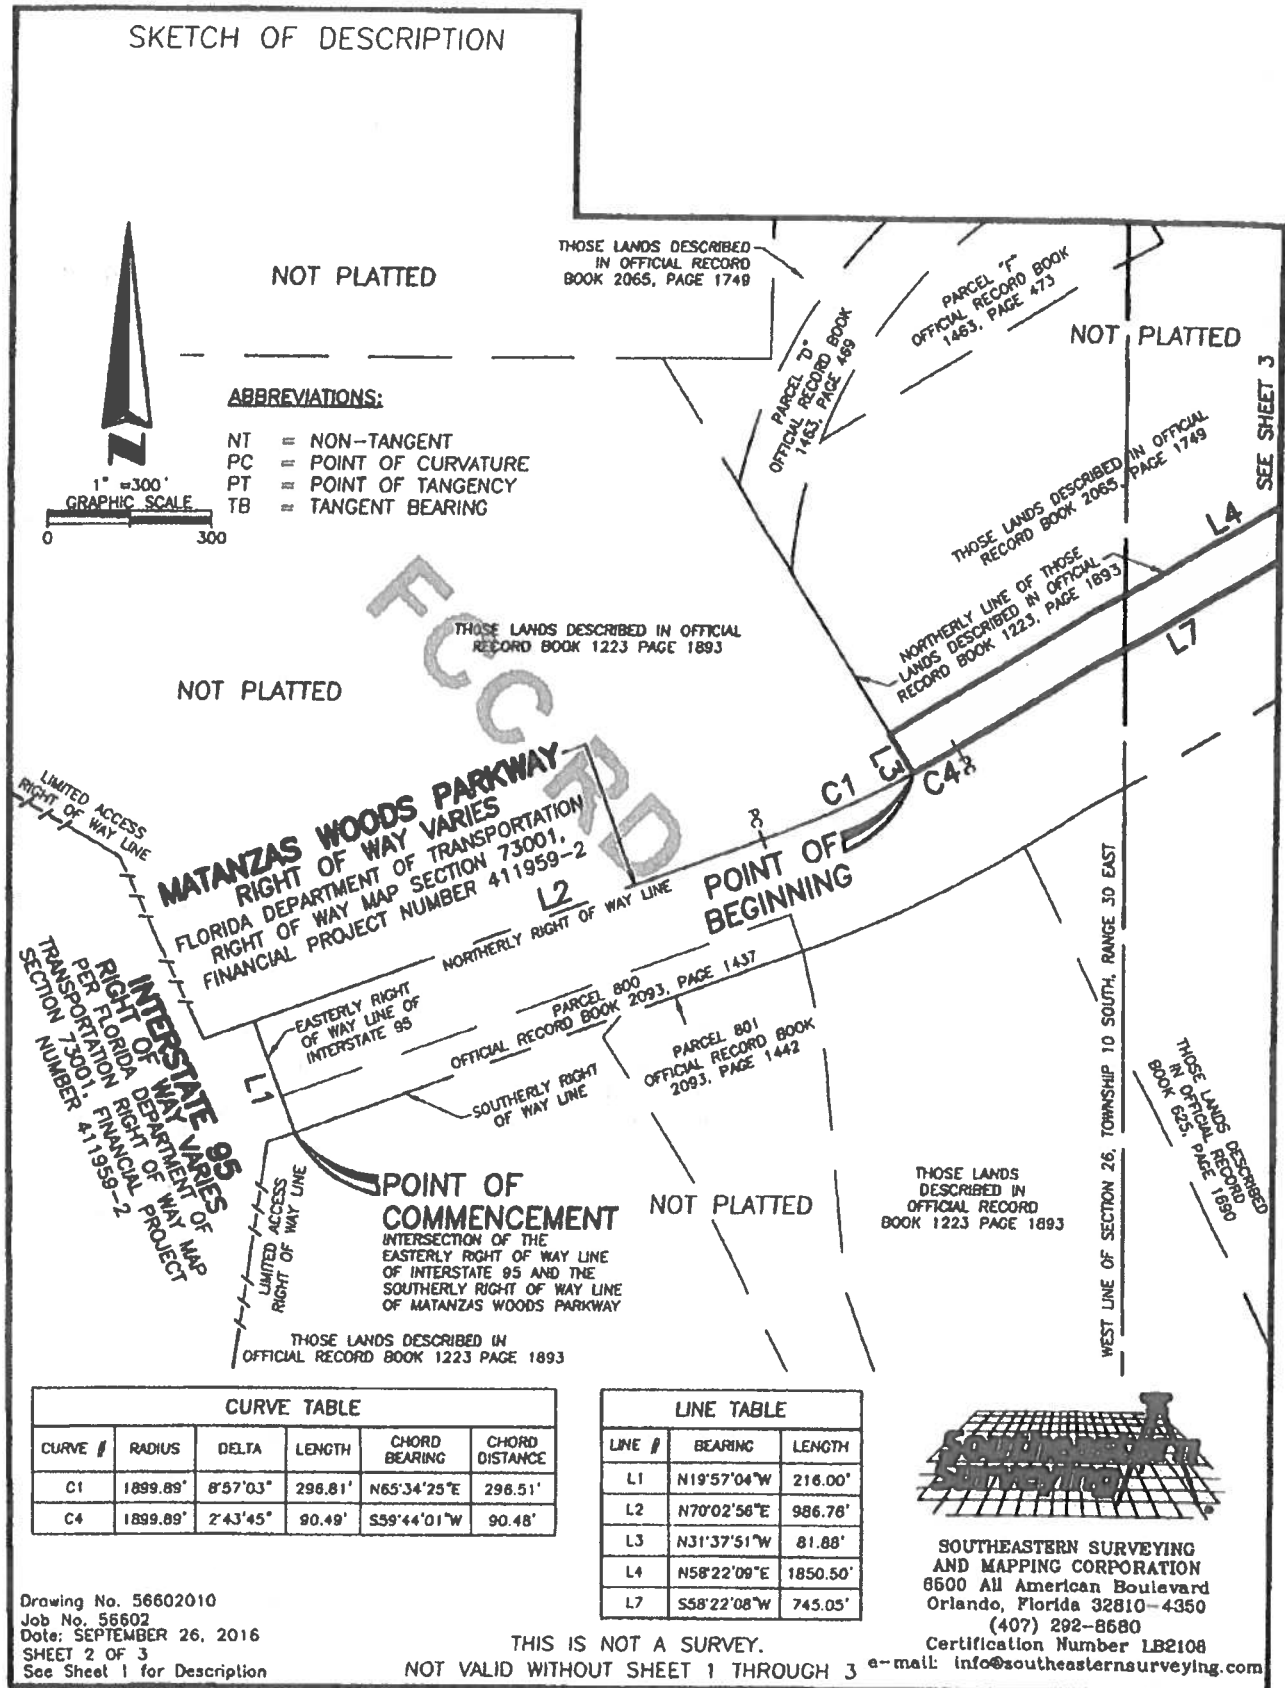 SKETCH OF DESCRIPTION
NOT PLATTED
THOSE LANDS DESCRIBED
IN OFFICIAL RECORD
BOOK 2065, PAGE 1749
PARCEL "D"
OFFICIAL RECORD BOOK
1463, PAGE 469
PARCEL "F"
OFFICIAL RECORD BOOK
1463, PAGE 473
NOT PLATTED
SEE SHEET 3
N
1" =300'
GRAPHIC SCALE
0 300
ABBREVIATIONS:
NT = NON-TANGENT
PC = POINT OF CURVATURE
PT = POINT OF TANGENCY
TB = TANGENT BEARING
THOSE LANDS DESCRIBED IN OFFICIAL
RECORD BOOK 2065, PAGE 1749
L4
NORTHERLY LINE OF THOSE
LANDS DESCRIBED IN OFFICIAL
RECORD BOOK 1223, PAGE 1893
L7
THOSE LANDS DESCRIBED IN OFFICIAL
RECORD BOOK 1223 PAGE 1893
NOT PLATTED
LIMITED ACCESS
RIGHT OF WAY LINE
MATANZAS WOODS PARKWAY
RIGHT OF WAY VARIES
FLORIDA DEPARTMENT OF TRANSPORTATION
RIGHT OF WAY MAP SECTION 73001,
FINANCIAL PROJECT NUMBER 411959-2
L2
NORTHERLY RIGHT OF WAY LINE
PC
C1
L3
C4
POINT OF
BEGINNING
INTERSTATE 95
RIGHT OF WAY VARIES
PER FLORIDA DEPARTMENT OF
TRANSPORTATION RIGHT OF WAY MAP
SECTION 73001, FINANCIAL PROJECT
NUMBER 411959-2
EASTERLY RIGHT
OF WAY LINE OF
INTERSTATE 95
L1
PARCEL 800
OFFICIAL RECORD BOOK 2093, PAGE 1437
PARCEL 801
OFFICIAL RECORD BOOK
2093, PAGE 1442
SOUTHERLY RIGHT
OF WAY LINE
WEST LINE OF SECTION 26, TOWNSHIP 10 SOUTH, RANGE 30 EAST
THOSE LANDS DESCRIBED
IN OFFICIAL RECORD
BOOK 625, PAGE 1690
LIMITED ACCESS
RIGHT OF WAY LINE
POINT OF
COMMENCEMENT
INTERSECTION OF THE
EASTERLY RIGHT OF WAY LINE
OF INTERSTATE 95 AND THE
SOUTHERLY RIGHT OF WAY LINE
OF MATANZAS WOODS PARKWAY
NOT PLATTED
THOSE LANDS
DESCRIBED IN
OFFICIAL RECORD
BOOK 1223 PAGE 1893
THOSE LANDS DESCRIBED IN
OFFICIAL RECORD BOOK 1223 PAGE 1893
CURVE TABLE
CURVE # RADIUS DELTA LENGTH CHORD BEARING CHORD DISTANCE
C1 1899.89' 8°57'03" 296.81' N65°34'25"E 296.51'
C4 1899.89' 2°43'45" 90.49' S59°44'01"W 90.48'
LINE TABLE
LINE # BEARING LENGTH
L1 N19°57'04"W 216.00'
L2 N70°02'56"E 986.76'
L3 N31°37'51"W 81.88'
L4 N58°22'09"E 1850.50'
L7 S58°22'08"W 745.05'
Southeastern
Surveying
SOUTHEASTERN SURVEYING
AND MAPPING CORPORATION
6500 All American Boulevard
Orlando, Florida 32810-4350
(407) 292-8580
Certification Number LB2108
e-mail: info@southeasternsurveying.com
Drawing No. 56602010
Job No. 56602
Date: SEPTEMBER 26, 2016
SHEET 2 OF 3
See Sheet 1 for Description
THIS IS NOT A SURVEY.
NOT VALID WITHOUT SHEET 1 THROUGH 3